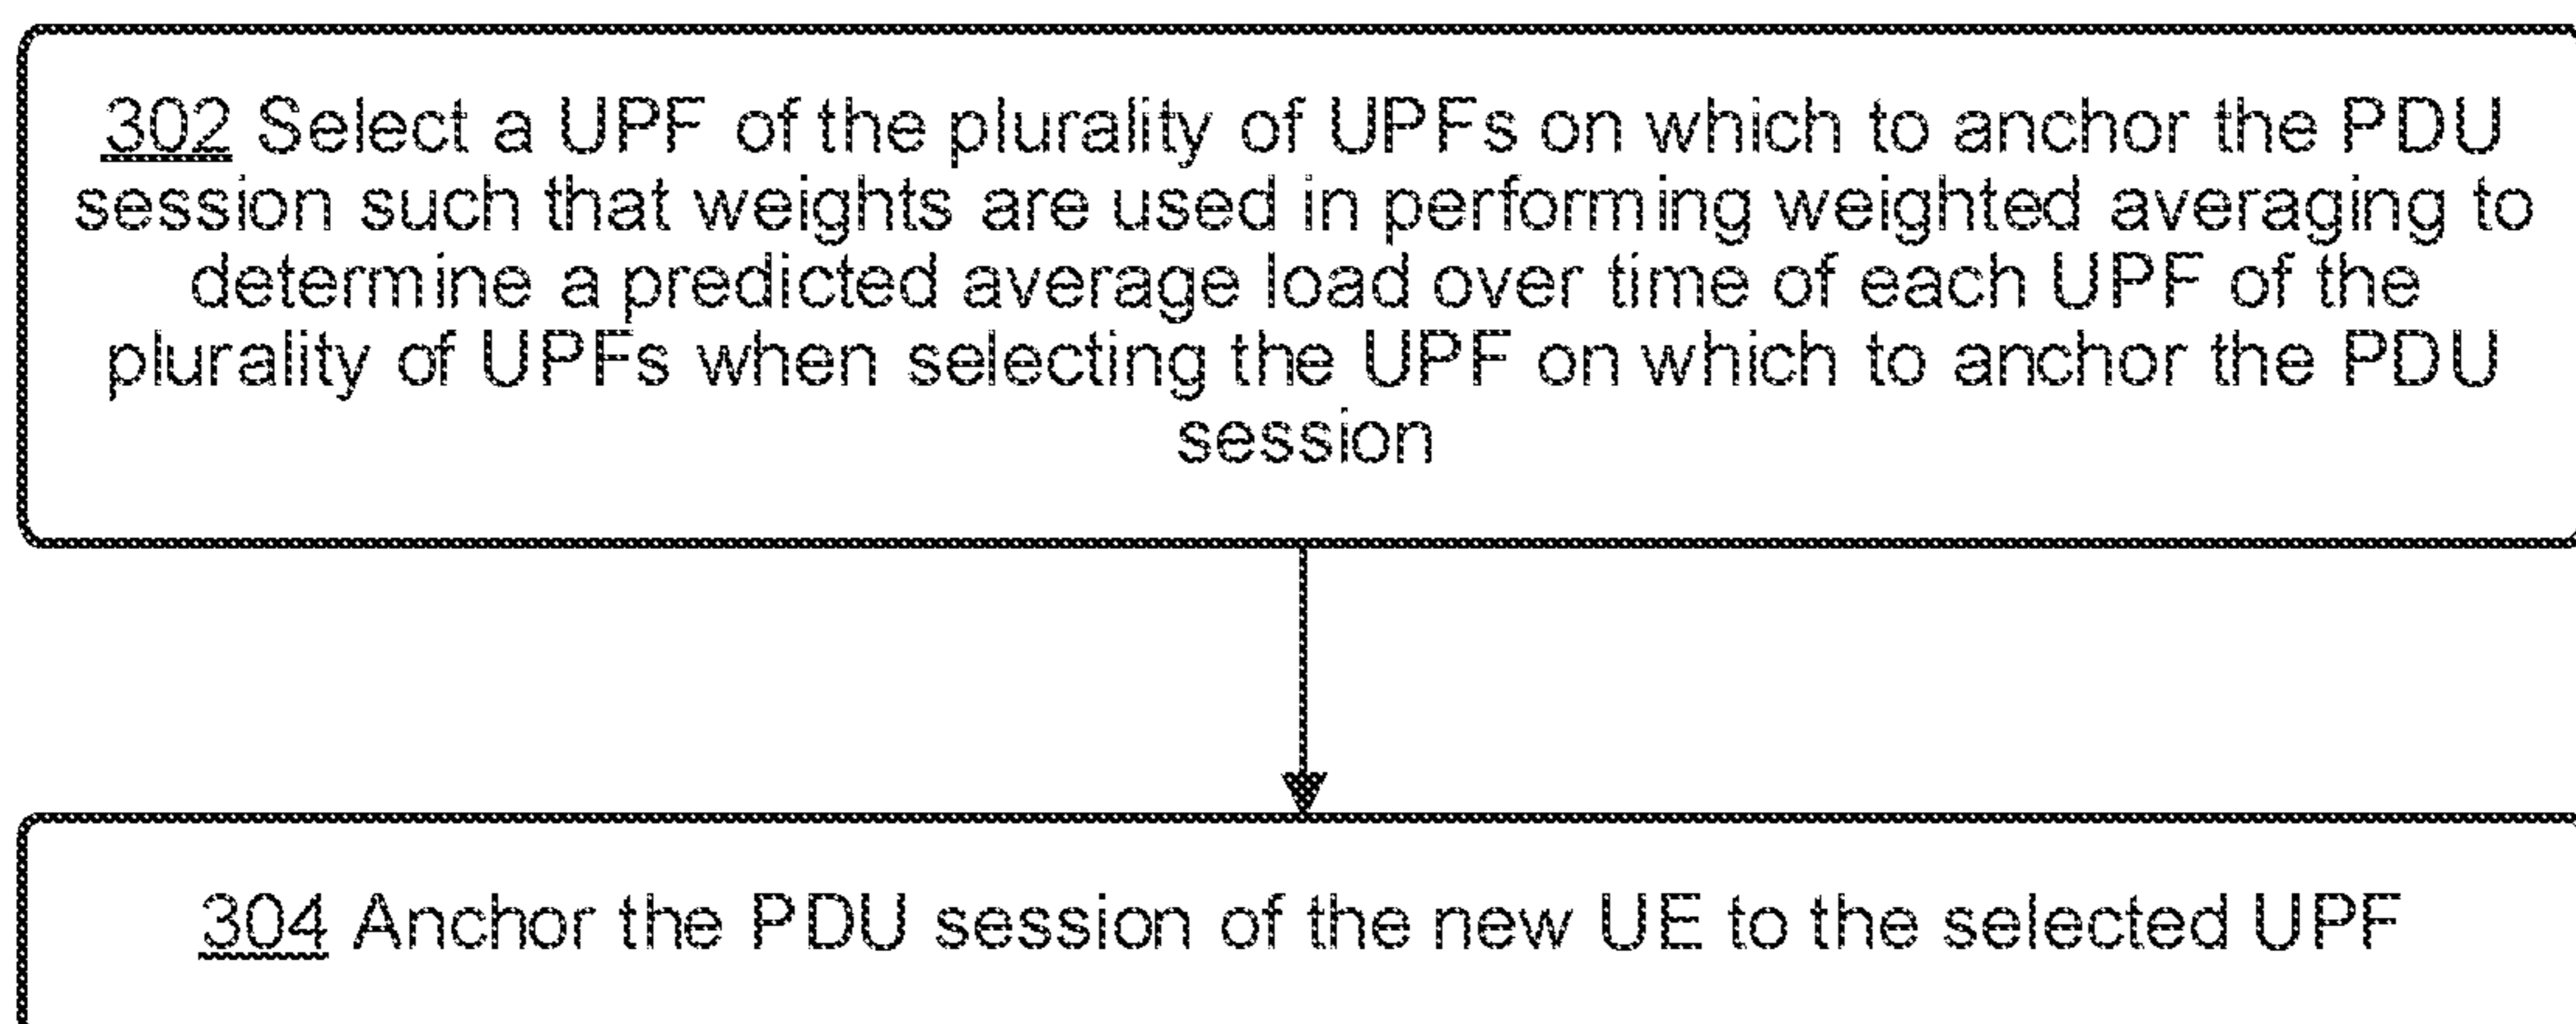 302 Select a UPF of the plurality of UPFs on which to anchor the PDU
session such that weights are used in performing weighted averaging to
determine a predicted average load over time of each UPF of the
plurality of UPFs when selecting the UPF on which to anchor the PDU
session
304 Anchor the PDU session of the new UE to the selected UPF